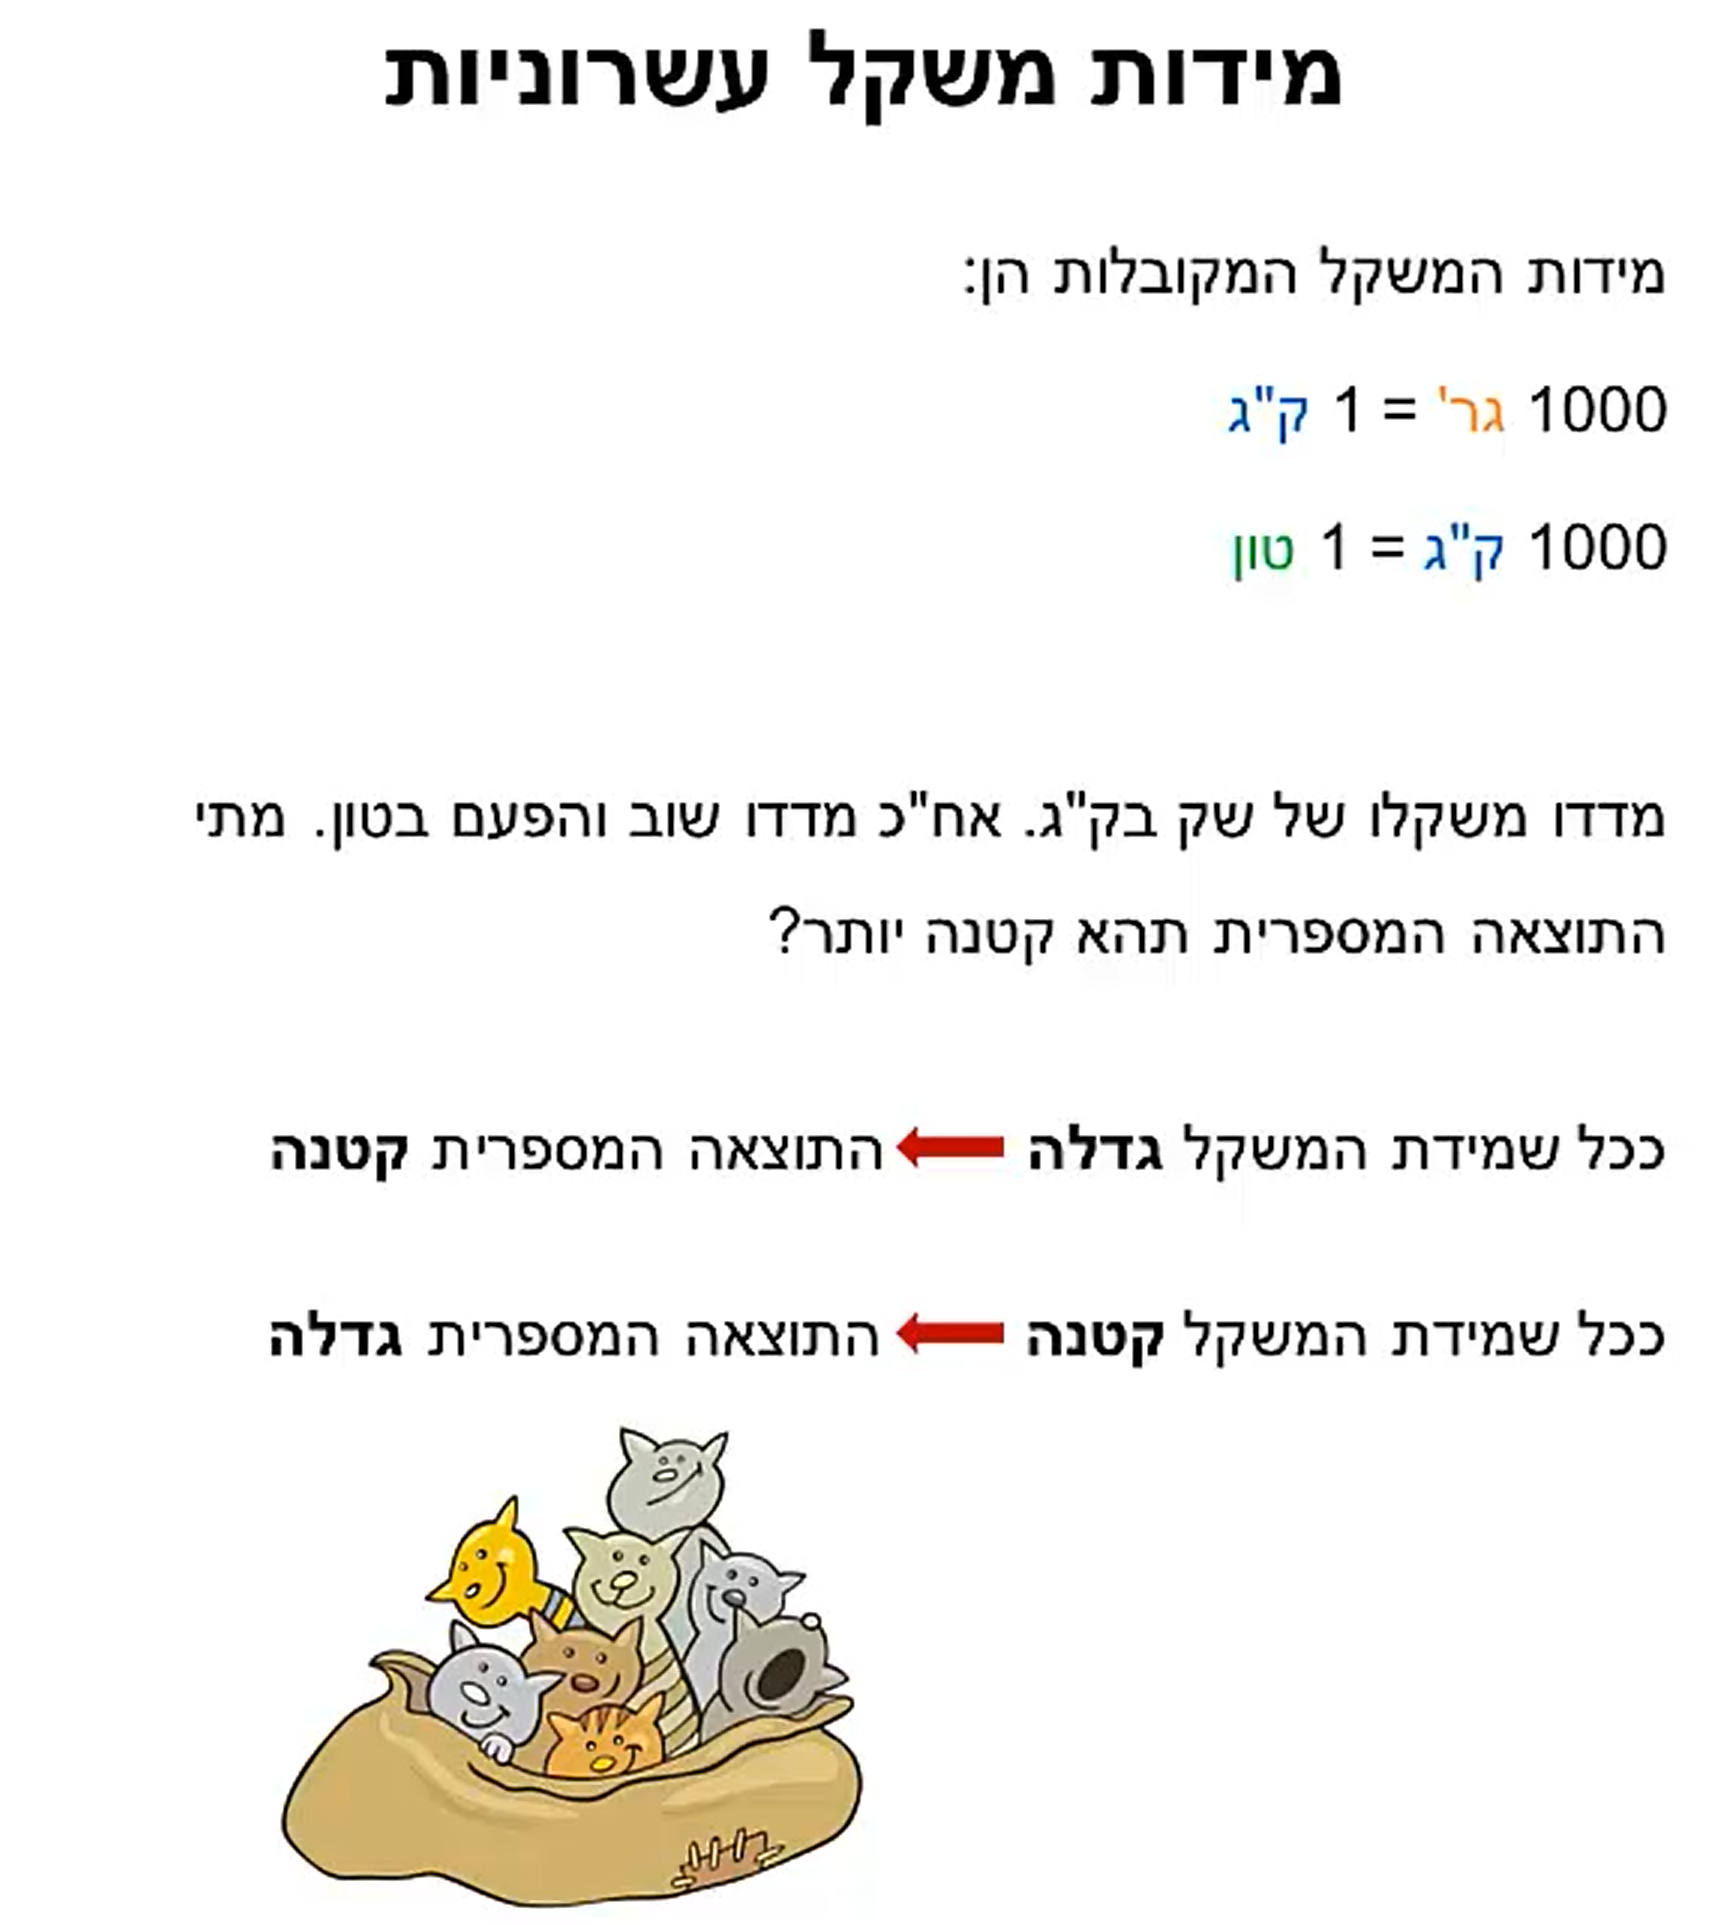 מידות משקל עשרוניות
מידות המשקל המקובלות הן:
1000 גר' = 1 ק"ג
1000 ק"ג = 1 טון
מדדו משקלו של שק בק"ג. אח"כ מדדו שוב והפעם בטון. מתי
התוצאה המספרית תהא קטנה יותר?
ככל שמידת המשקל גדלה התוצאה המספרית קטנה
ככל שמידת המשקל קטנה התוצאה המספרית גדלה